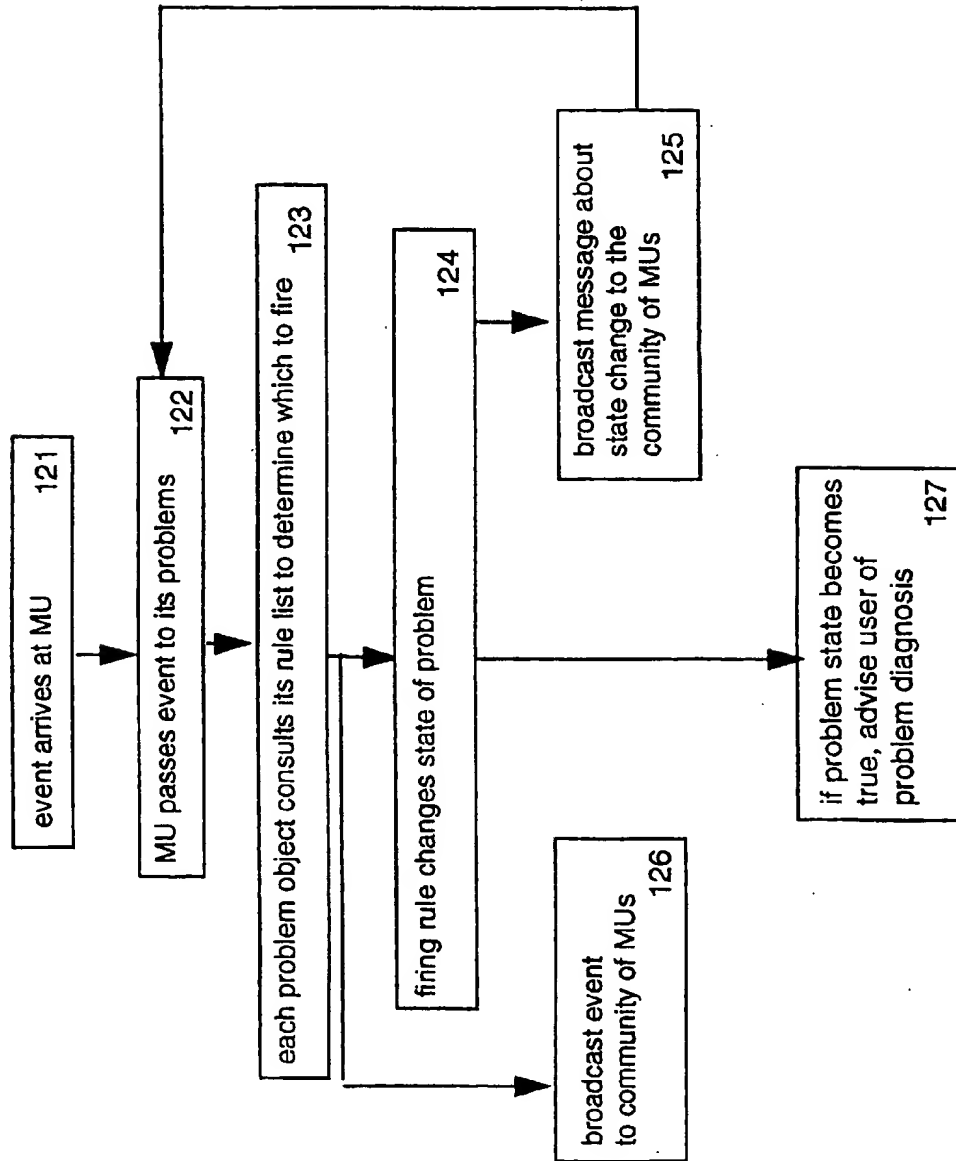 event arrives at MU 121
MU passes event to its problems 122
each problem object consults its rule list to determine which to fire 123
firing rule changes state of problem 124
broadcast message about
state change to the
community of MUs 125
broadcast event
to community of MUs
126
if problem state becomes
true, advise user of
problem diagnosis 127